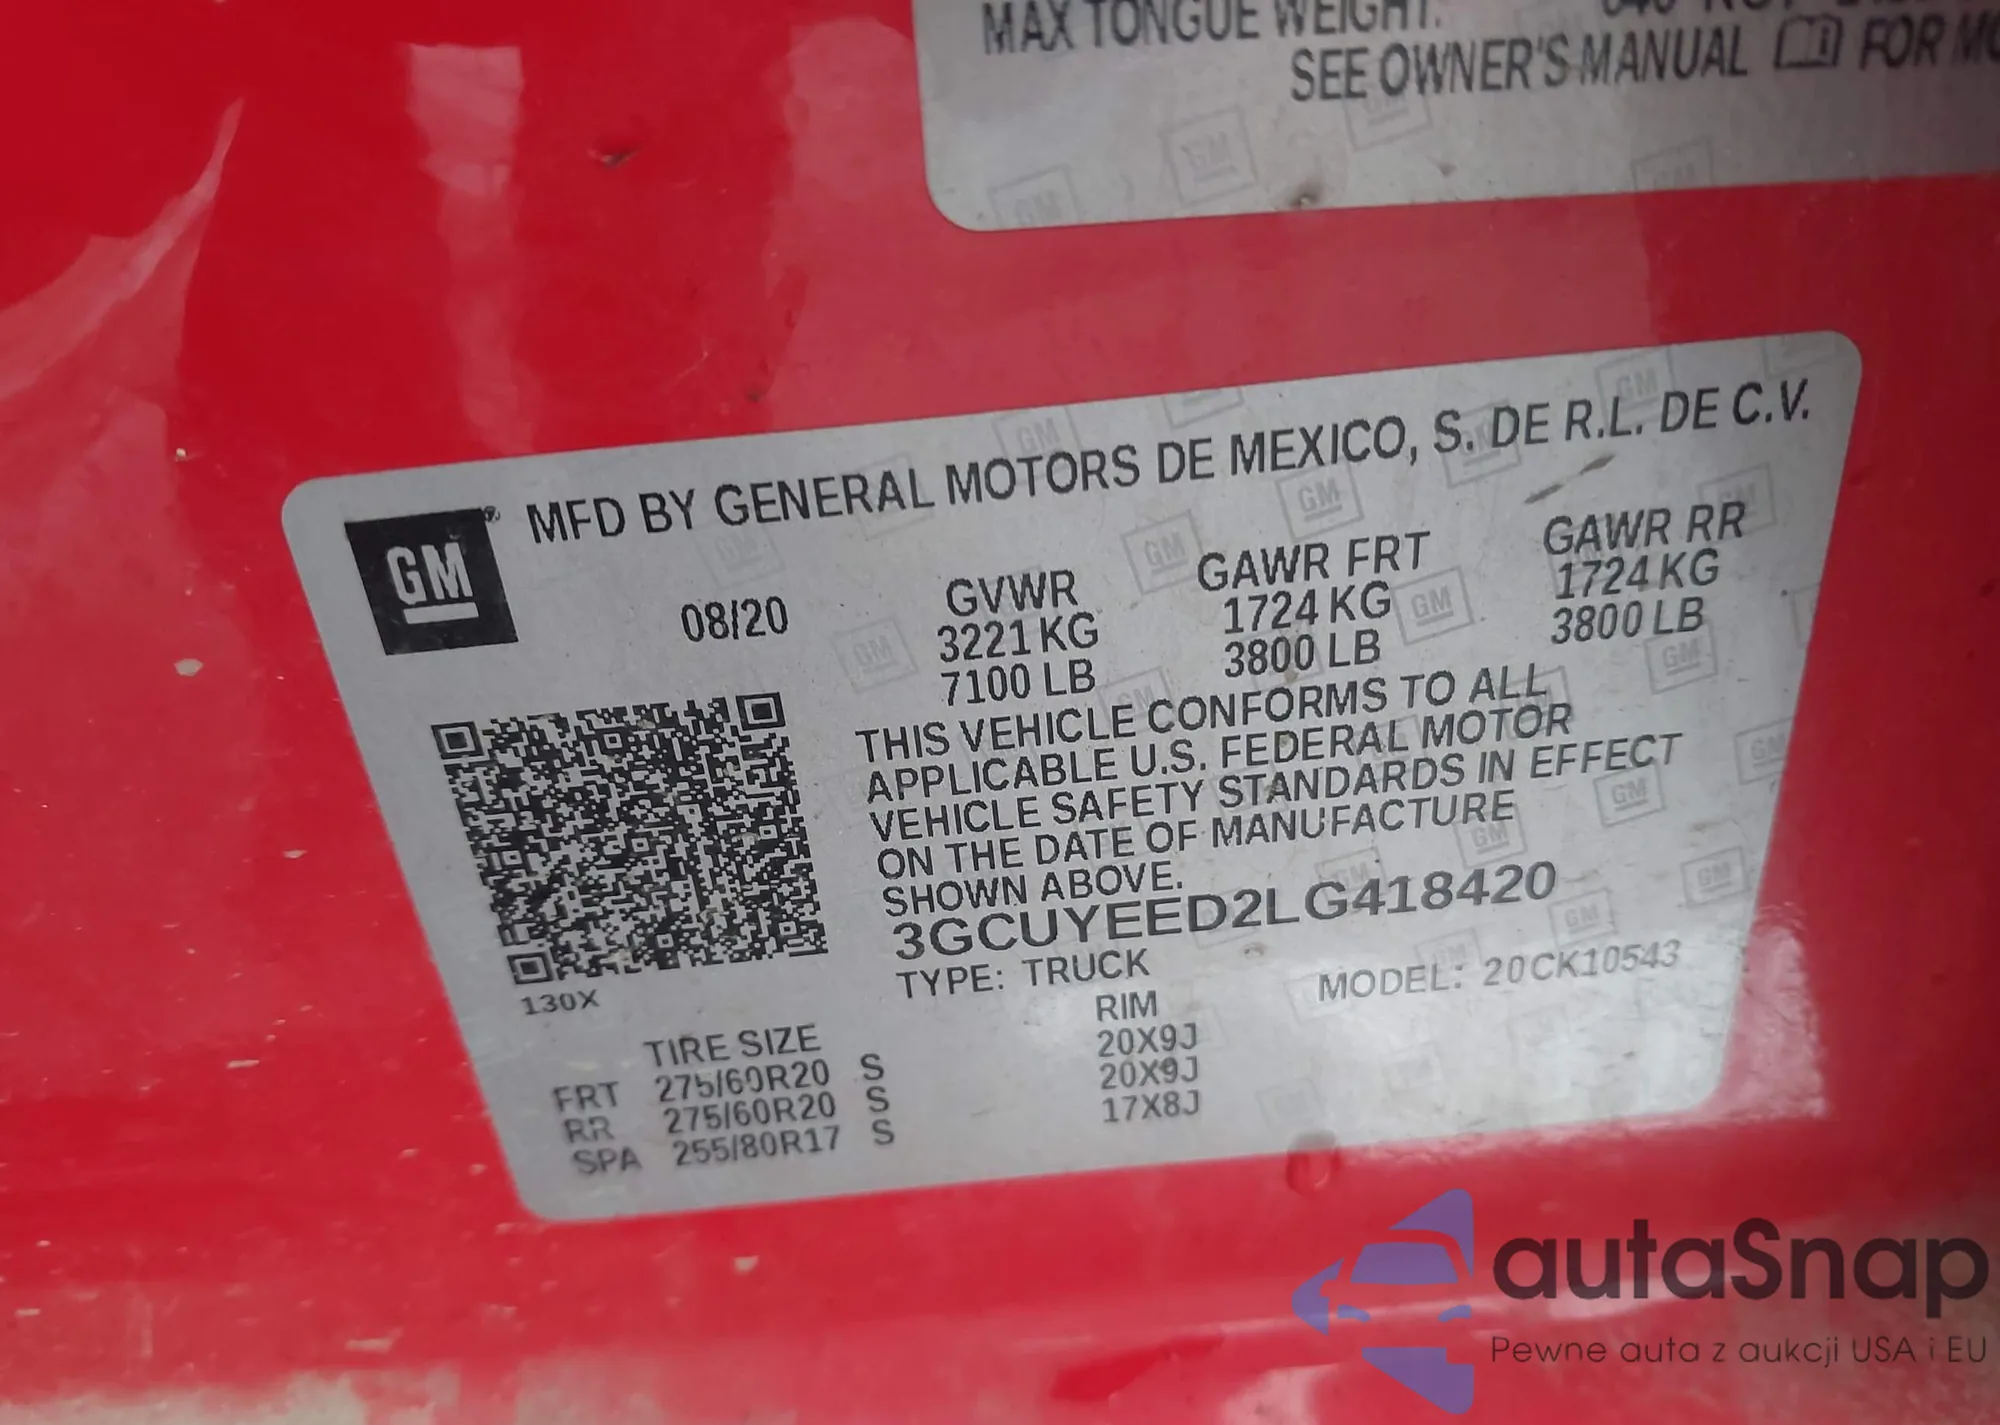 MAX TONGUE WEIGHT:
SEE OWNER'S MANUAL FOR
GM
MFD BY GENERAL MOTORS DE MEXICO, S. DE R.L. DE C.V.
08/20
GVWR GAWR FRT GAWR RR
3221 KG 1724 KG 1724 KG
7100 LB 3800 LB 3800 LB
THIS VEHICLE CONFORMS TO ALL
APPLICABLE U.S. FEDERAL MOTOR
VEHICLE SAFETY STANDARDS IN EFFECT
ON THE DATE OF MANUFACTURE
SHOWN ABOVE.
3GCUYEED2LG418420
TYPE: TRUCK MODEL: 20CK10543
130X
TIRE SIZE RIM
FRT 275/60R20 S 20X9J
RR 275/60R20 S 20X9J
SPA 255/80R17 S 17X8J
autaSnap
Pewne auta z aukcji USA i EU